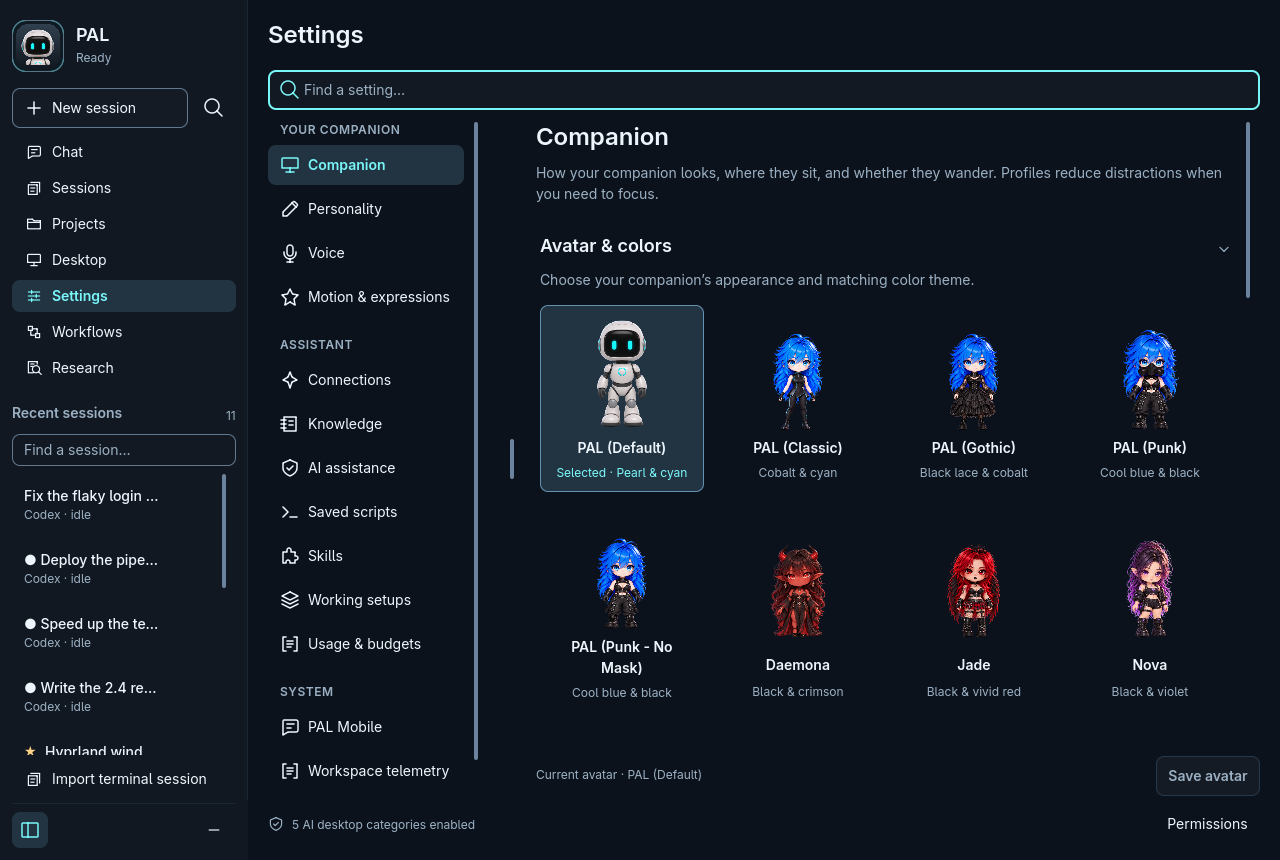 PAL
Ready
New session
Chat
Sessions
Projects
Desktop
Settings
Workflows
Research
Recent sessions
11
Find a session...
Fix the flaky login ...
Codex · idle
Deploy the pipe...
Codex · idle
Speed up the te...
Codex · idle
Write the 2.4 re...
Codex · idle
Hyprland wind
Import terminal session
Settings
Find a setting...
YOUR COMPANION
Companion
Personality
Voice
Motion & expressions
ASSISTANT
Connections
Knowledge
AI assistance
Saved scripts
Skills
Working setups
Usage & budgets
SYSTEM
PAL Mobile
Workspace telemetry
Companion
How your companion looks, where they sit, and whether they wander. Profiles reduce distractions when
you need to focus.
Avatar & colors
Choose your companion’s appearance and matching color theme.
PAL (Default)
Selected · Pearl & cyan
PAL (Classic)
Cobalt & cyan
PAL (Gothic)
Black lace & cobalt
PAL (Punk)
Cool blue & black
PAL (Punk - No
Mask)
Cool blue & black
Daemona
Black & crimson
Jade
Black & vivid red
Nova
Black & violet
Current avatar · PAL (Default)
Save avatar
5 AI desktop categories enabled
Permissions